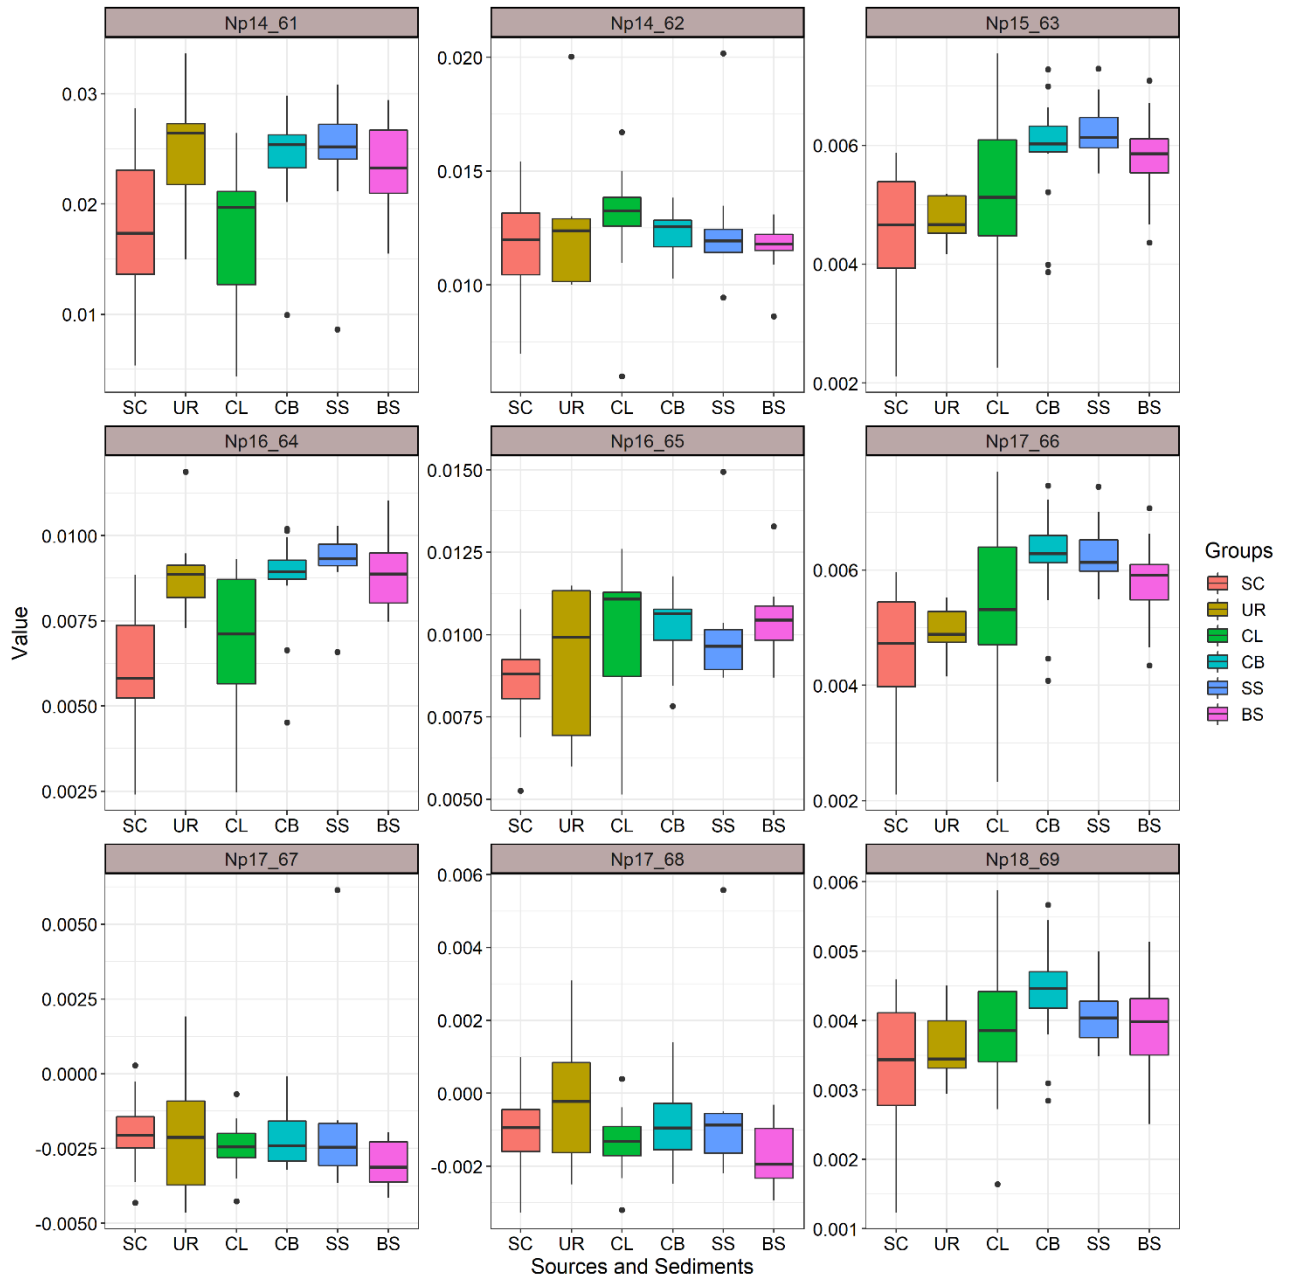 Np14_61 Np14_62 Np15_63
0.03
0.02
0.01
0.020
0.015
0.010
0.006
0.004
0.002
SC UR CL CB SS BS SC UR CL CB SS BS SC UR CL CB SS BS
Np16_64 Np16_65 Np17_66
0.0100
0.0075
0.0050
0.0025
0.0150
0.0125
0.0100
0.0075
0.0050
0.006
0.004
0.002
SC UR CL CB SS BS SC UR CL CB SS BS SC UR CL CB SS BS
Np17_67 Np17_68 Np18_69
0.0050
0.0025
0.0000
-0.0025
-0.0050
0.006
0.004
0.002
0.000
-0.002
0.006
0.005
0.004
0.003
0.002
0.001
SC UR CL CB SS BS SC UR CL CB SS BS SC UR CL CB SS BS
Value
Sources and Sediments
Groups
SC
UR
CL
CB
SS
BS